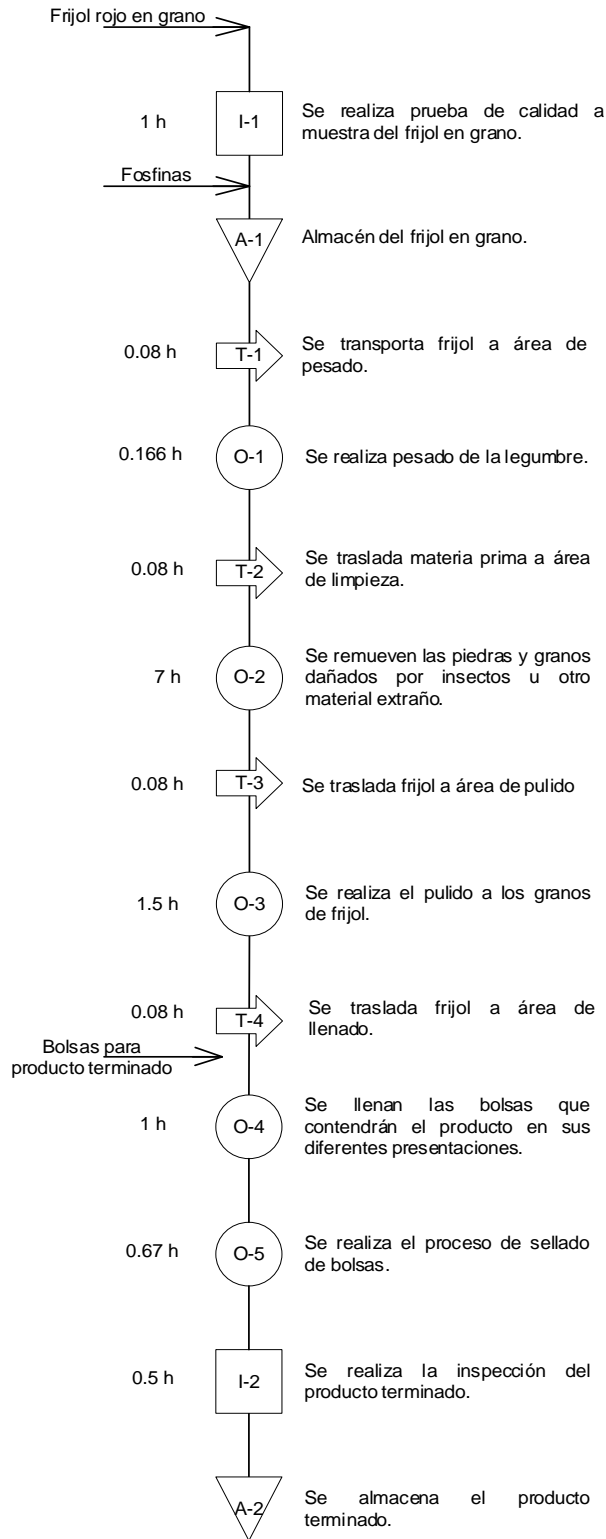 Frijol rojo en grano
1 h
I-1
Se realiza prueba de calidad a
muestra del frijol en grano.
Fosfinas
A-1
Almacén del frijol en grano.
0.08 h
T-1
Se transporta frijol a área de
pesado.
0.166 h
O-1
Se realiza pesado de la legumbre.
0.08 h
T-2
Se traslada materia prima a área
de limpieza.
7 h
O-2
Se remueven las piedras y granos
dañados por insectos u otro
material extraño.
0.08 h
T-3
Se traslada frijol a área de pulido
1.5 h
O-3
Se realiza el pulido a los granos
de frijol.
0.08 h
T-4
Se traslada frijol a área de
llenado.
Bolsas para
producto terminado
1 h
O-4
Se llenan las bolsas que
contendrán el producto en sus
diferentes presentaciones.
0.67 h
O-5
Se realiza el proceso de sellado
de bolsas.
0.5 h
I-2
Se realiza la inspección del
producto terminado.
A-2
Se almacena el producto
terminado.